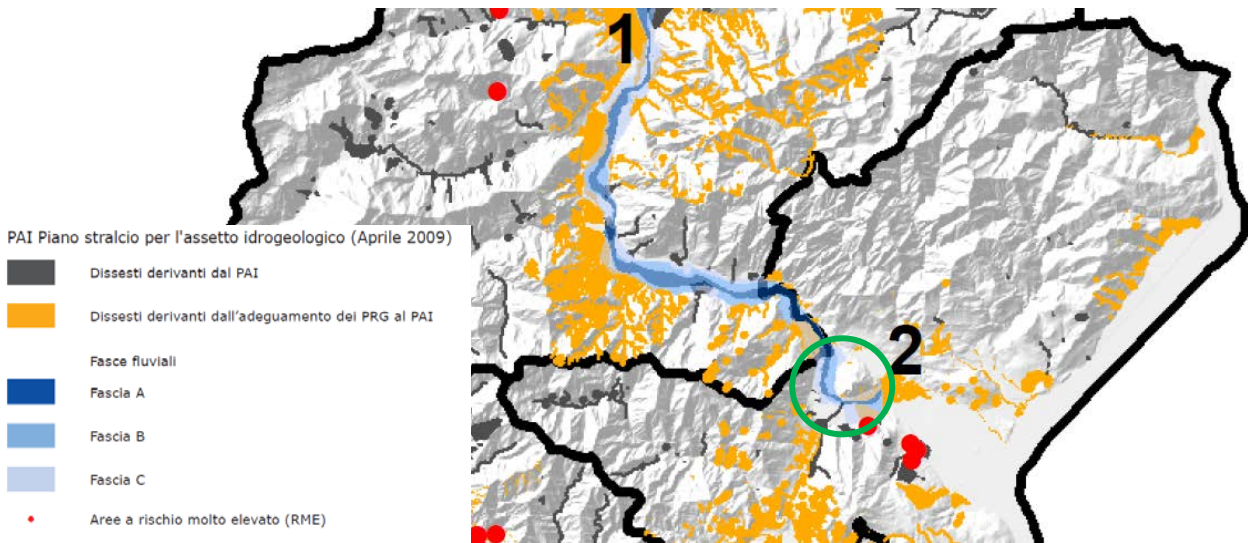 1
2
PAI Piano stralcio per l'assetto idrogeologico (Aprile 2009)
Dissesti derivanti dal PAI
Dissesti derivanti dall'adeguamento dei PRG al PAI
Fasce fluviali
Fascia A
Fascia B
Fascia C
Aree a rischio molto elevato (RME)